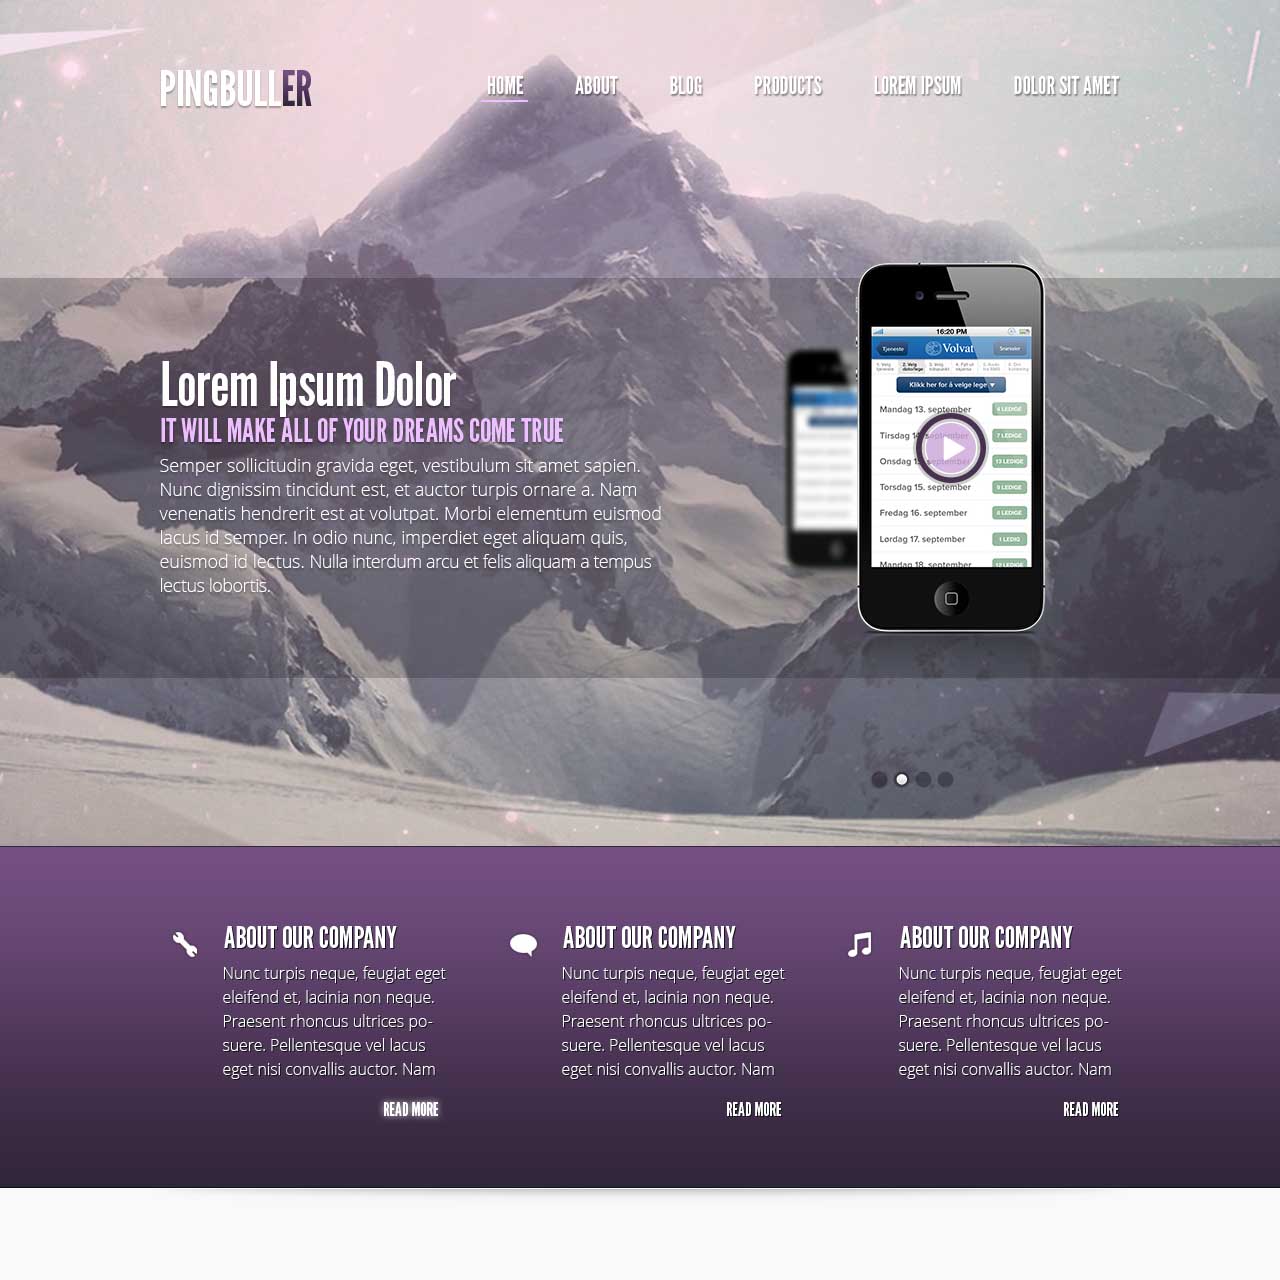 PINGBULLER
HOME ABOUT BLOG PRODUCTS LOREM IPSUM DOLOR SIT AMET
16:20 PM
Tjeneste Volvat
Klikk her for å velge lege
Mandag 13. september 4 LEDIGE
Tirsdag 14. september 7 LEDIGE
Onsdag 15. september 13 LEDIGE
Torsdag 15. september 9 LEDIGE
Fredag 16. september 4 LEDIGE
Lørdag 17. september 1 LEDIG
Mandag 18. september 12 LEDIGE
Lorem Ipsum Dolor
IT WILL MAKE ALL OF YOUR DREAMS COME TRUE
Semper sollicitudin gravida eget, vestibulum sit amet sapien.
Nunc dignissim tincidunt est, et auctor turpis ornare a. Nam
venenatis hendrerit est at volutpat. Morbi elementum euismod
lacus id semper. In odio nunc, imperdiet eget aliquam quis,
euismod id lectus. Nulla interdum arcu et felis aliquam a tempus
lectus lobortis.
ABOUT OUR COMPANY
Nunc turpis neque, feugiat eget
eleifend et, lacinia non neque.
Praesent rhoncus ultrices po-
suere. Pellentesque vel lacus
eget nisi convallis auctor. Nam
READ MORE
ABOUT OUR COMPANY
Nunc turpis neque, feugiat eget
eleifend et, lacinia non neque.
Praesent rhoncus ultrices po-
suere. Pellentesque vel lacus
eget nisi convallis auctor. Nam
READ MORE
ABOUT OUR COMPANY
Nunc turpis neque, feugiat eget
eleifend et, lacinia non neque.
Praesent rhoncus ultrices po-
suere. Pellentesque vel lacus
eget nisi convallis auctor. Nam
READ MORE